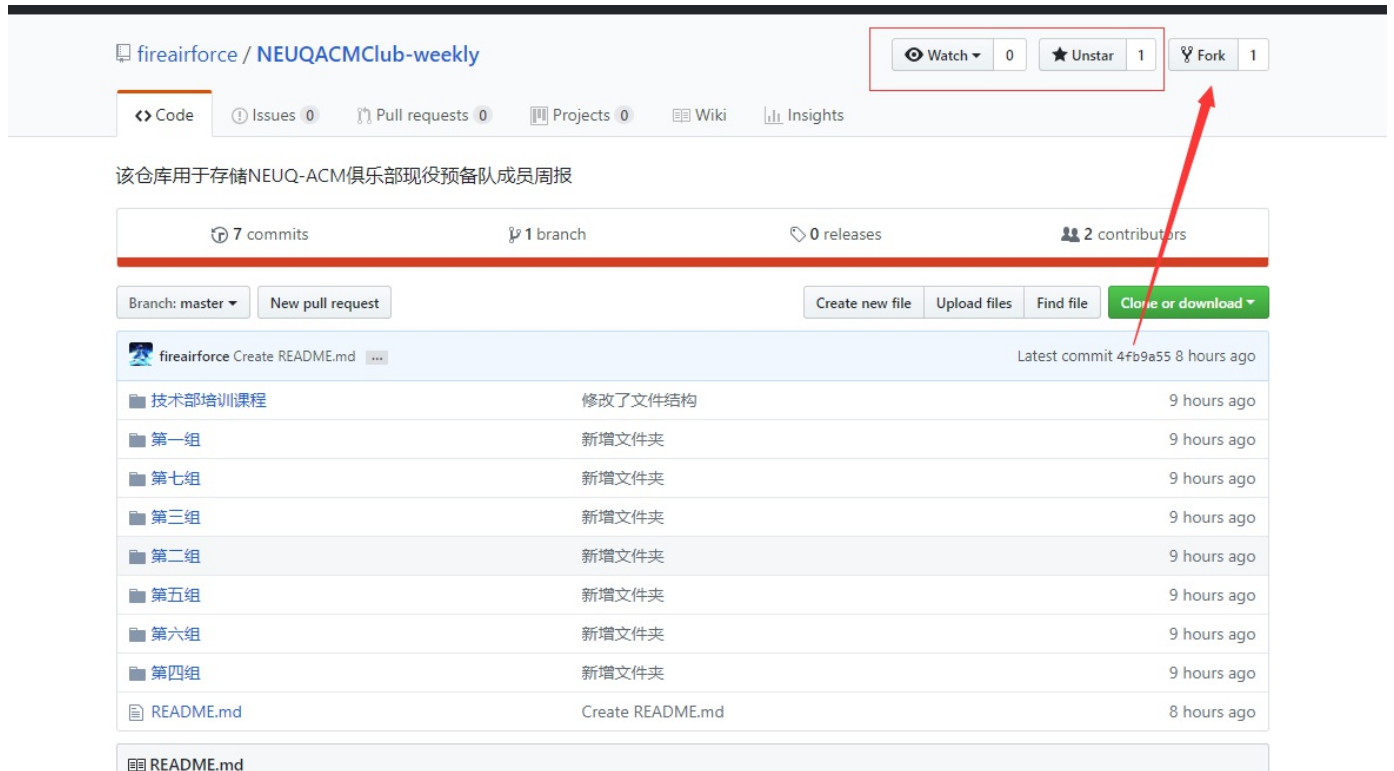 fireairforce / NEUQACMClub-weekly
Watch 0 Unstar 1 Fork 1
Code Issues 0 Pull requests 0 Projects 0 Wiki Insights
该仓库用于存储NEUQ-ACM俱乐部现役预备队成员周报
7 commits 1 branch 0 releases 2 contributors
Branch: master New pull request Create new file Upload files Find file Clone or download
fireairforce Create README.md ... Latest commit 4fb9a55 8 hours ago
技术部培训课程 修改了文件结构 9 hours ago
第一组 新增文件夹 9 hours ago
第七组 新增文件夹 9 hours ago
第三组 新增文件夹 9 hours ago
第二组 新增文件夹 9 hours ago
第五组 新增文件夹 9 hours ago
第六组 新增文件夹 9 hours ago
第四组 新增文件夹 9 hours ago
README.md Create README.md 8 hours ago
README.md